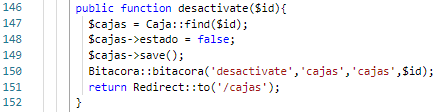 146 public function desactivate($id){
147 $cajas = Caja::find($id);
148 $cajas->estado = false;
149 $cajas->save();
150 Bitacora::bitacora('desactivate','cajas','cajas',$id);
151 return Redirect::to('/cajas');
152 }